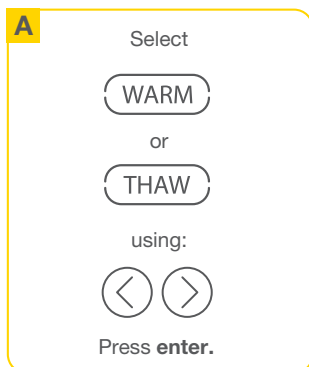 A
Select
WARM
or
THAW
using:
Press enter.